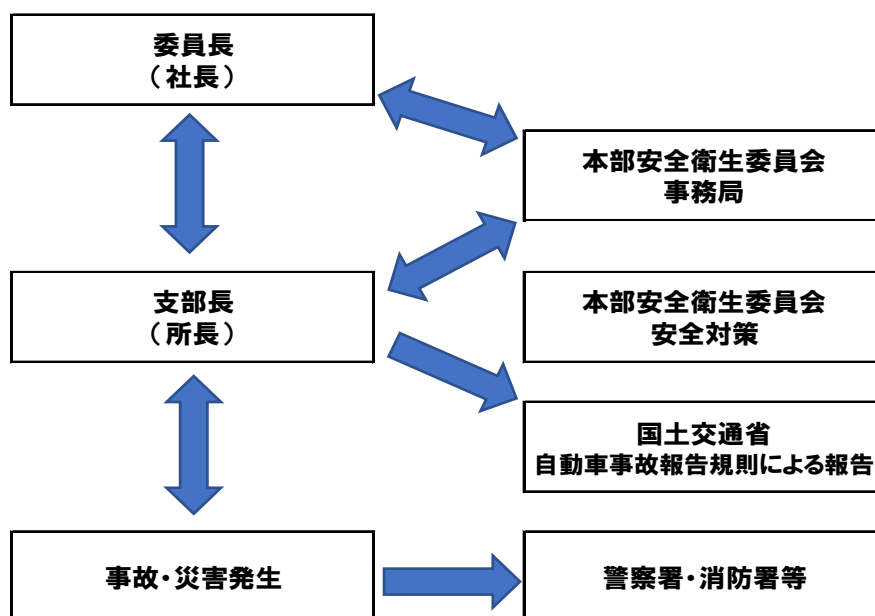 委員長
（社長）
本部安全衛生委員会
事務局
支部長
（所長）
本部安全衛生委員会
安全対策
国土交通省
自動車事故報告規則による報告
事故・災害発生
警察署・消防署等